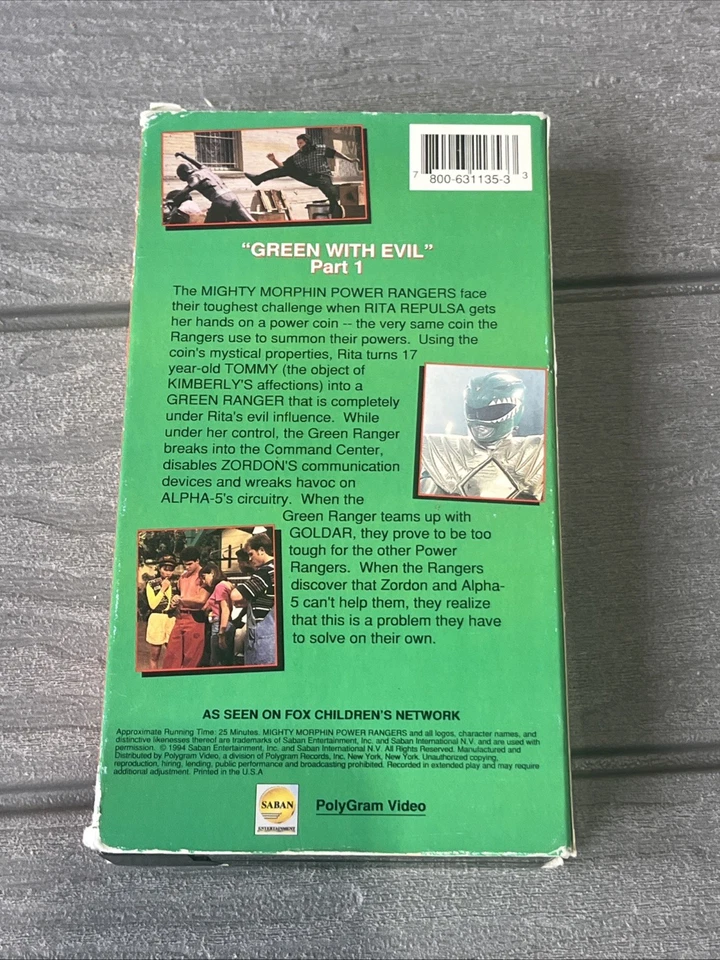 7 800-631135-3 3
"GREEN WITH EVIL"
Part 1
The MIGHTY MORPHIN POWER RANGERS face
their toughest challenge when RITA REPULSA gets
her hands on a power coin -- the very same coin the
Rangers use to summon their powers. Using the
coin's mystical properties, Rita turns 17
year-old TOMMY (the object of
KIMBERLY'S affections) into a
GREEN RANGER that is completely
under Rita's evil influence. While
under her control, the Green Ranger
breaks into the Command Center,
disables ZORDON'S communication
devices and wreaks havoc on
ALPHA-5's circuitry. When the
Green Ranger teams up with
GOLDAR, they prove to be too
tough for the other Power
Rangers. When the Rangers
discover that Zordon and Alpha-
5 can't help them, they realize
that this is a problem they have
to solve on their own.
AS SEEN ON FOX CHILDREN'S NETWORK
Approximate Running Time: 25 Minutes. MIGHTY MORPHIN POWER RANGERS and all logos, character names, and
distinctive likenesses thereof are trademarks of Saban Entertainment, Inc. and Saban International N.V. and are used with
permission. © 1994 Saban Entertainment, Inc. and Saban International N.V. All Rights Reserved. Manufactured and
Distributed by Polygram Video, a division of Polygram Records, Inc, New York, New York. Unauthorized copying,
reproduction, hiring, lending, public performance and broadcasting prohibited. Recorded in extended play and may require
additional adjustment. Printed in the U.S.A
SABAN
ENTERTAINMENT
PolyGram Video